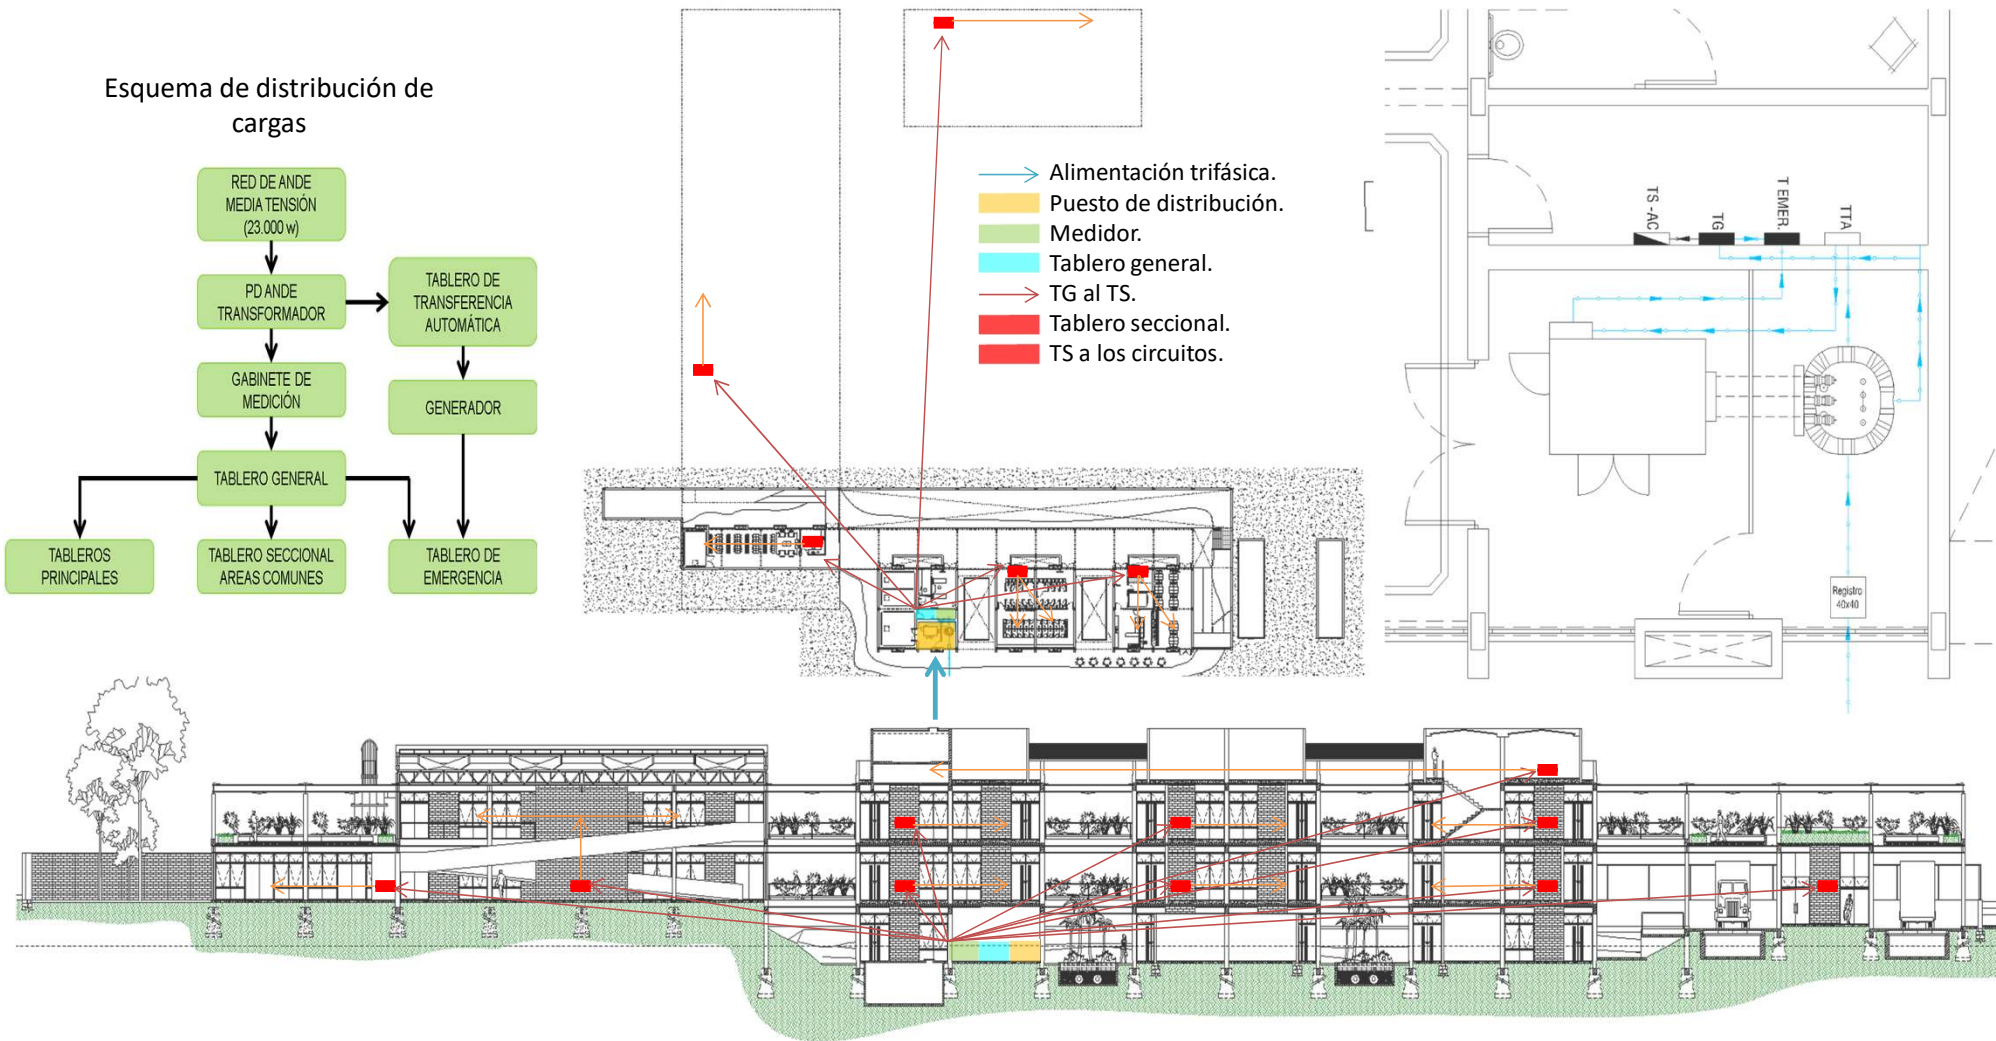 Esquema de distribución de
cargas
RED DE ANDE
MEDIA TENSIÓN
(23.000 w)
PD ANDE
TRANSFORMADOR
TABLERO DE
TRANSFERENCIA
AUTOMÁTICA
GABINETE DE
MEDICIÓN
GENERADOR
TABLERO GENERAL
TABLEROS
PRINCIPALES
TABLERO SECCIONAL
AREAS COMUNES
TABLERO DE
EMERGENCIA
Alimentación trifásica.
Puesto de distribución.
Medidor.
Tablero general.
TG al TS.
Tablero seccional.
TS a los circuitos.
TS -AC
TG
T EMER.
TTA
Registro
40x40